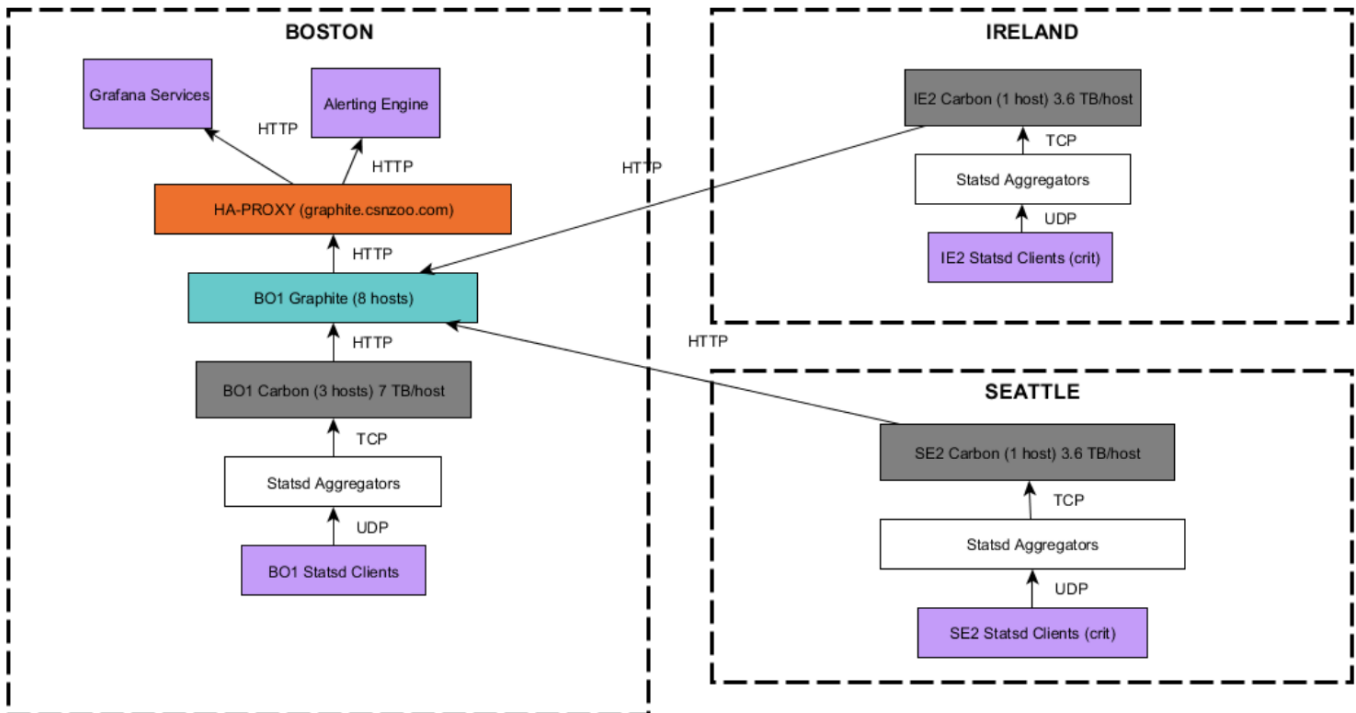 BOSTON
Grafana Services
Alerting Engine
HTTP
HTTP
HA-PROXY (graphite.csnzoo.com)
HTTP
BO1 Graphite (8 hosts)
HTTP
BO1 Carbon (3 hosts) 7 TB/host
TCP
Statsd Aggregators
UDP
BO1 Statsd Clients
HTTP
HTTP
IRELAND
IE2 Carbon (1 host) 3.6 TB/host
TCP
Statsd Aggregators
UDP
IE2 Statsd Clients (crit)
SEATTLE
SE2 Carbon (1 host) 3.6 TB/host
TCP
Statsd Aggregators
UDP
SE2 Statsd Clients (crit)